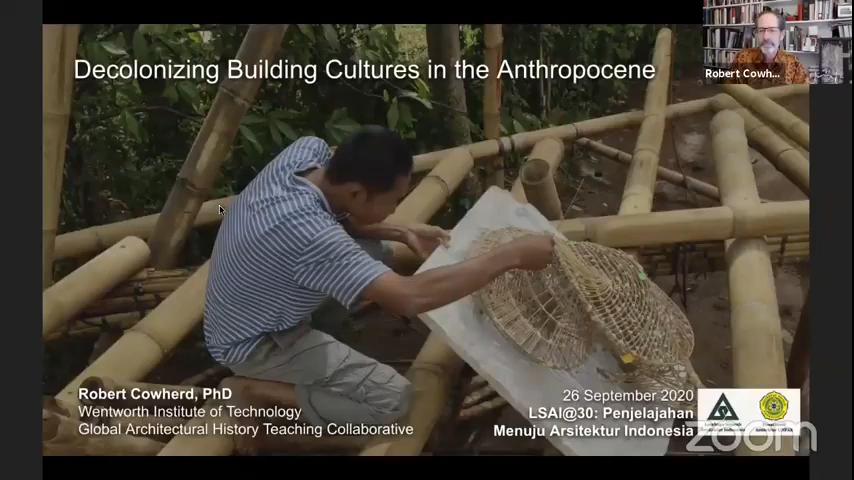 Decolonizing Building Cultures in the Anthropocene
Robert Cowh...
Robert Cowherd, PhD
Wentworth Institute of Technology
Global Architectural History Teaching Collaborative
26 September 2020
LSAI@30: Penjelajahan
Menuju Arsitektur Indonesia
zoom